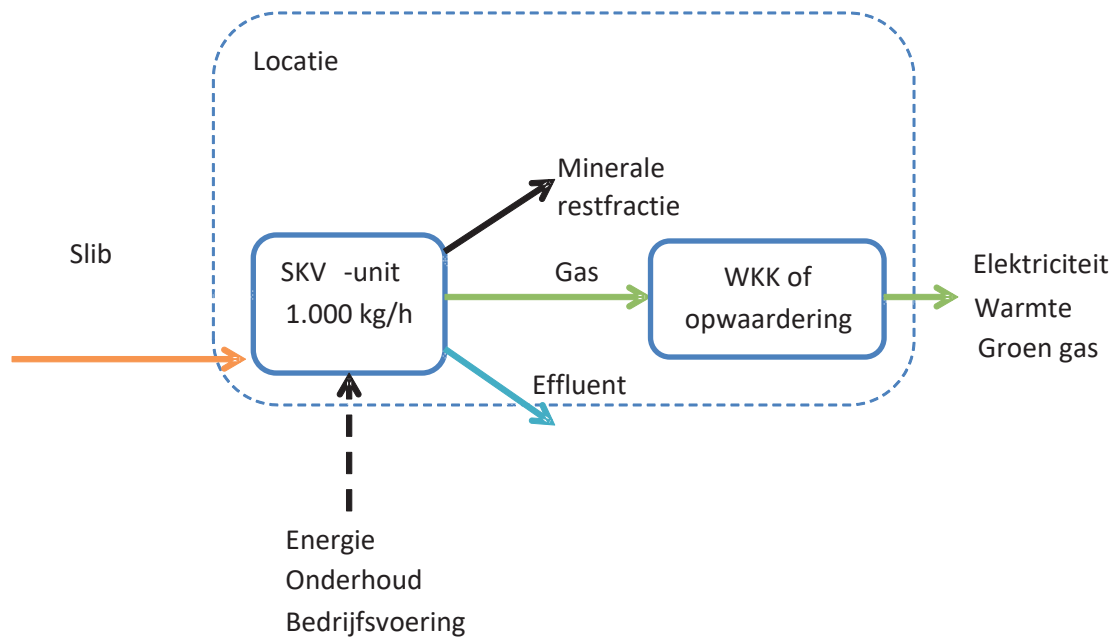 Locatie
Minerale
restfractie
Slib
SKV -unit
1.000 kg/h
Gas
WKK of
opwaardering
Elektriciteit
Warmte
Groen gas
Effluent
Energie
Onderhoud
Bedrijfsvoering